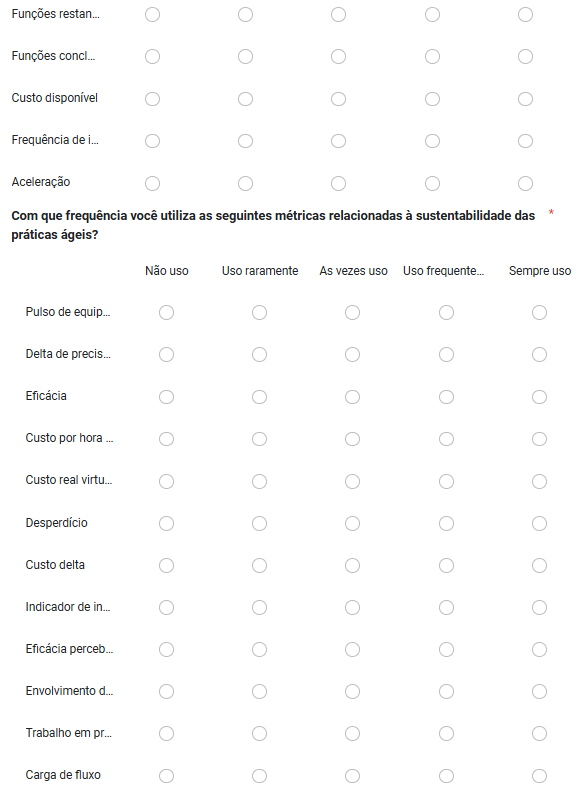 Funções restan...
Funções concl...
Custo disponível
Frequência de i...
Aceleração
Com que frequência você utiliza as seguintes métricas relacionadas à sustentabilidade das *
práticas ágeis?
Não uso Uso raramente As vezes uso Uso frequente... Sempre uso
Pulso de equip...
Delta de precis...
Eficácia
Custo por hora ...
Custo real virtu...
Desperdício
Custo delta
Indicador de in...
Eficácia perceb...
Envolvimento d...
Trabalho em pr...
Carga de fluxo